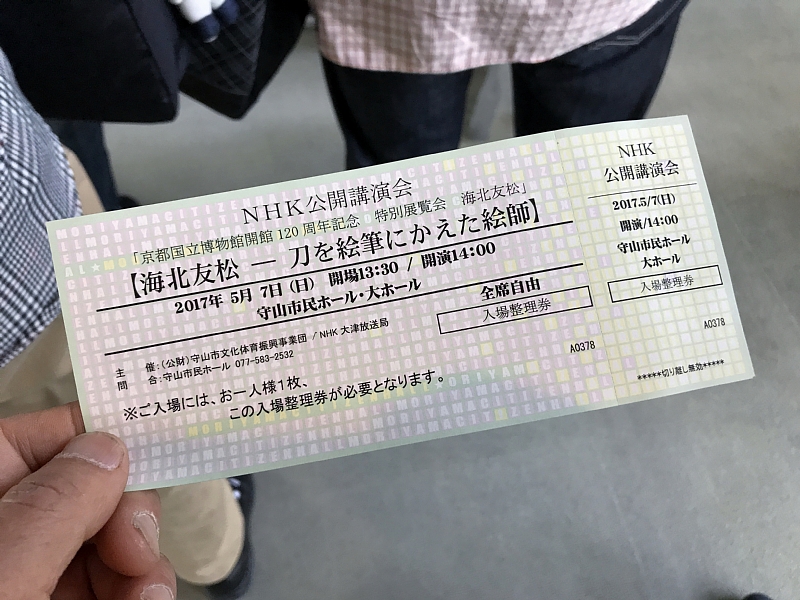 NHK公開講演会
「京都国立博物館開館120周年記念 特別展覧会 海北友松」
【海北友松 ― 刀を絵筆にかえた絵師】
2017年 5月 7日 (日) 開場13:30 / 開演14:00
守山市民ホール・大ホール
全席自由
入場整理券
主 催:(公財)守山市文化体育振興事業団 / NHK 大津放送局
問 合:守山市民ホール 077-583-2532
A0378
※ご入場には、お一人様1枚、
この入場整理券が必要となります。
NHK
公開講演会
2017.5/7(日)
開演/14:00
守山市民ホール
大ホール
入場整理券
A0378
*****切り離し無効*****